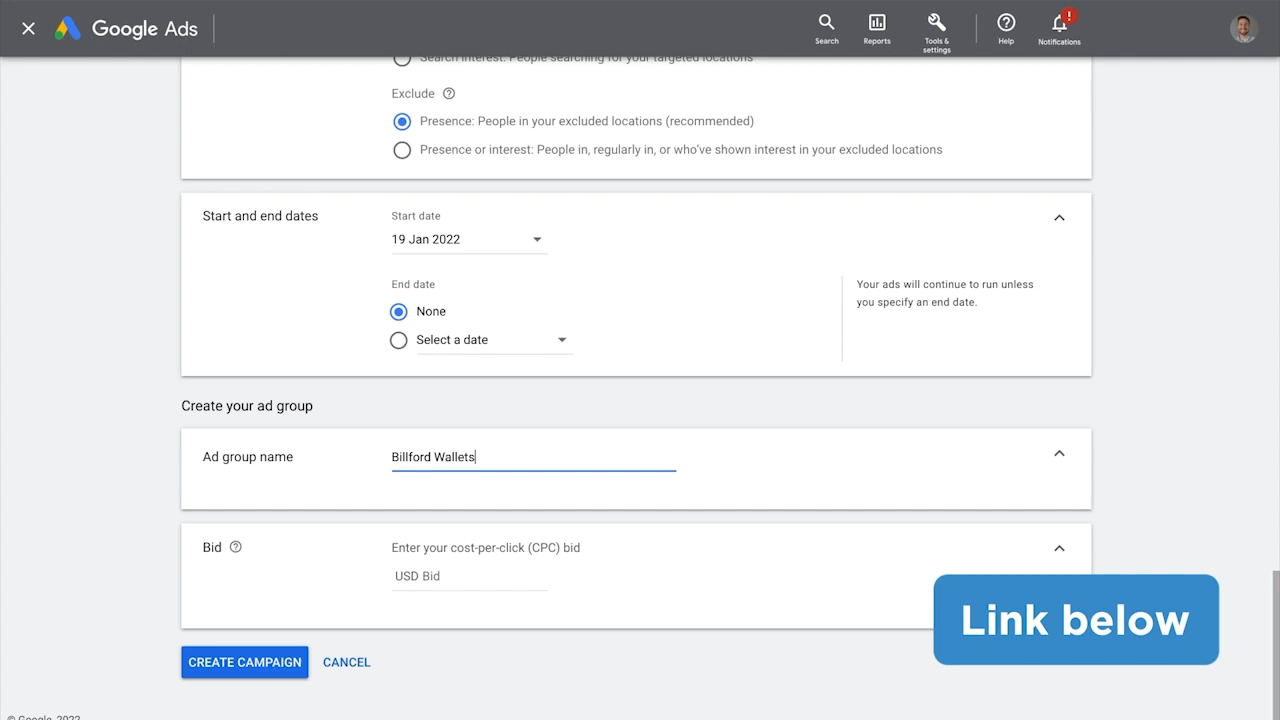 Google Ads
Search
Reports
Tools &
settings
Help
!
Notifications
Search interest: People searching for your targeted locations
Exclude
Presence: People in your excluded locations (recommended)
Presence or interest: People in, regularly in, or who've shown interest in your excluded locations
Start and end dates
Start date
19 Jan 2022
End date
None
Select a date
Your ads will continue to run unless
you specify an end date.
Create your ad group
Ad group name
Billford Wallets
Bid
Enter your cost-per-click (CPC) bid
USD Bid
Link below
CREATE CAMPAIGN
CANCEL
© Google, 2022